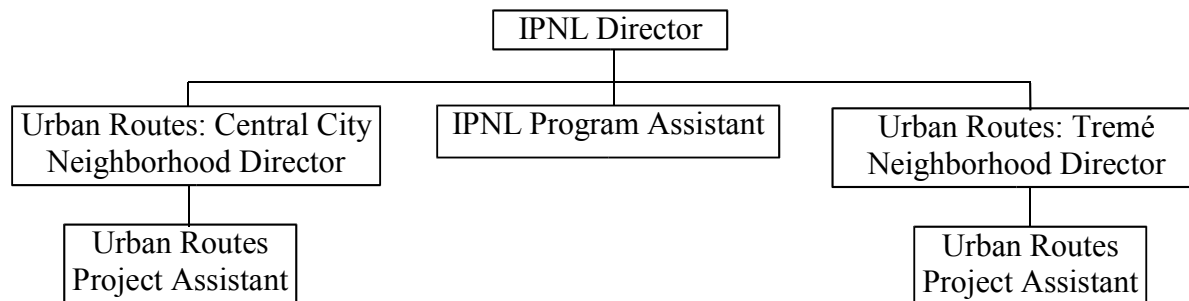 IPNL Director
Urban Routes: Central City
Neighborhood Director
IPNL Program Assistant
Urban Routes: Tremé
Neighborhood Director
Urban Routes
Project Assistant
Urban Routes
Project Assistant